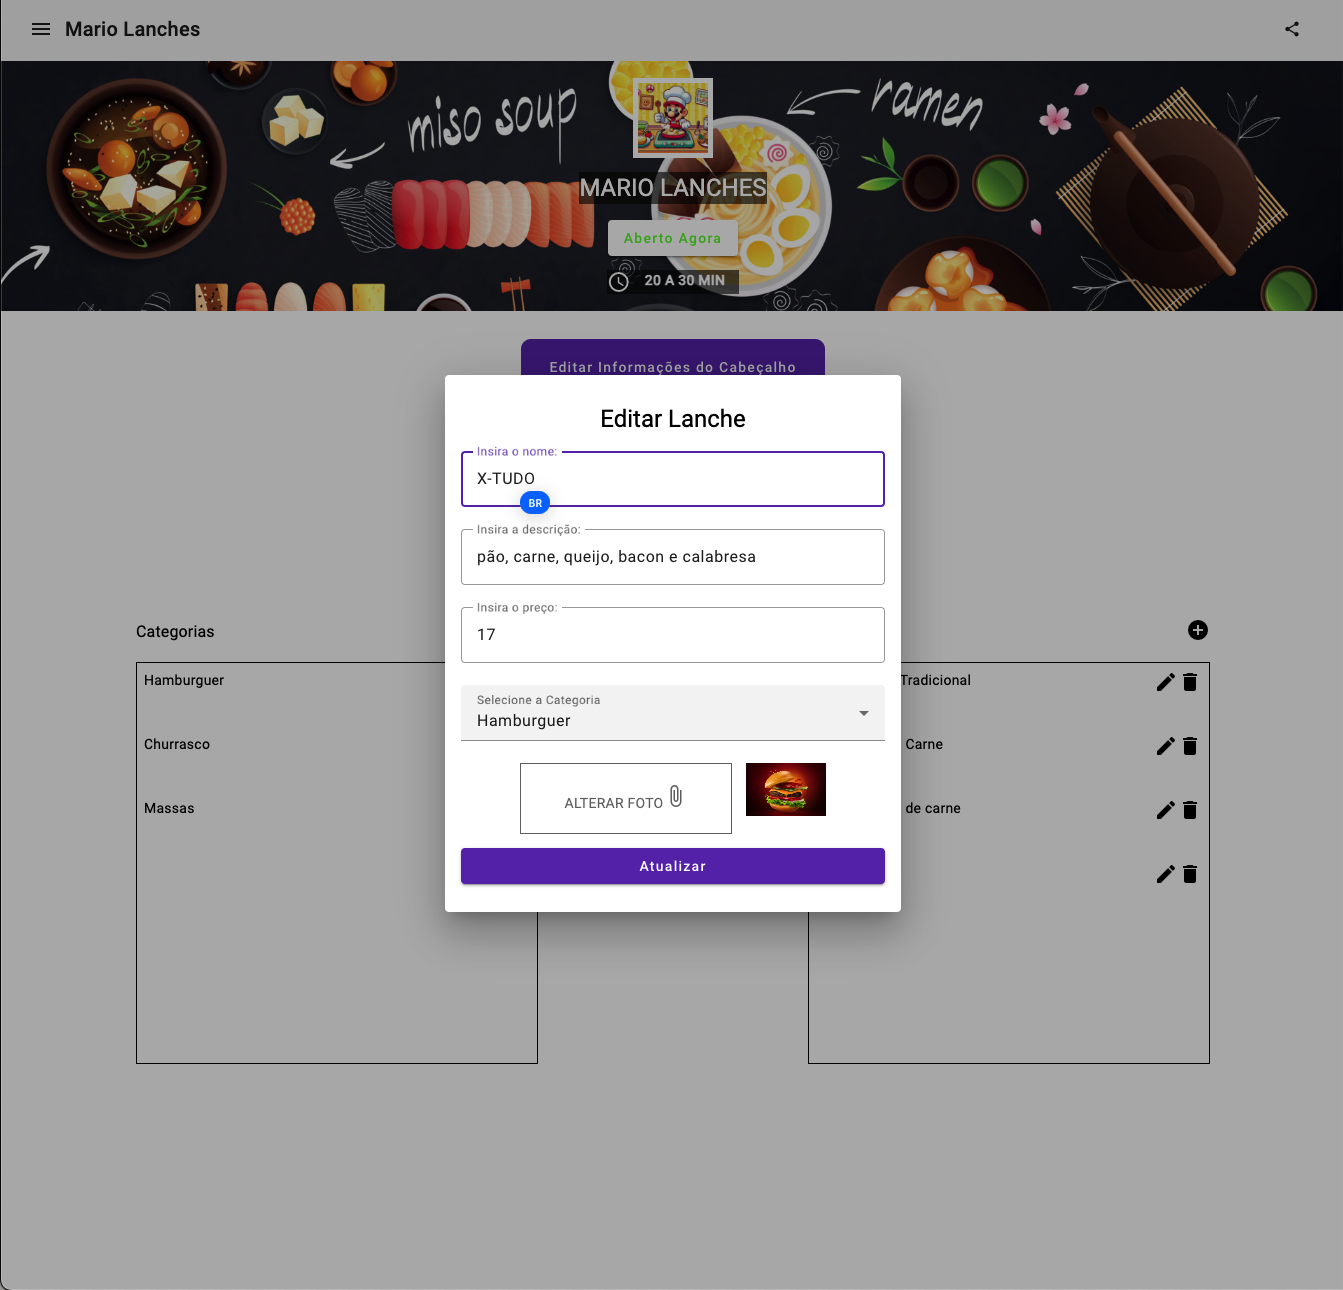 Mario Lanches
miso soup
ramen
MARIO LANCHES
Aberto Agora
20 A 30 MIN
Editar Informações do Cabeçalho
Editar Lanche
Insira o nome:
X-TUDO
BR
Insira a descrição:
pão, carne, queijo, bacon e calabresa
Insira o preço:
17
Categorias
Hamburguer
Churrasco
Massas
Tradicional
Carne
de carne
Selecione a Categoria
Hamburguer
ALTERAR FOTO
Atualizar